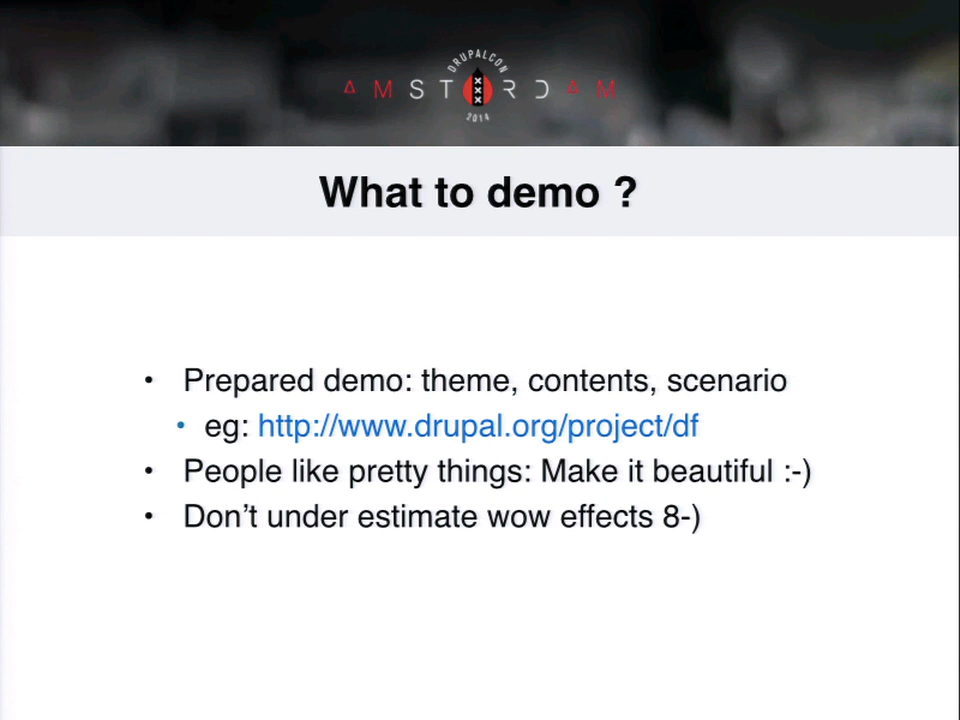 DRUPALCON
AMSTERDAM
2014
What to demo ?
• Prepared demo: theme, contents, scenario
• eg: http://www.drupal.org/project/df
• People like pretty things: Make it beautiful :-)
• Don’t under estimate wow effects 8-)